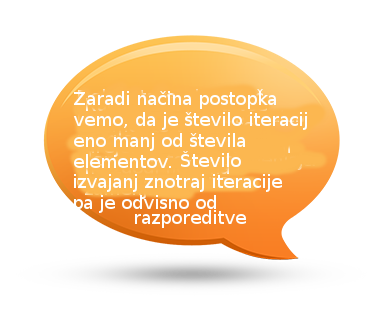 Zaradi načina postopka
vemo, da je število iteracij
eno manj od števila
elementov. Število
izvajanj znotraj iteracije
pa je odvisno od
razporeditve